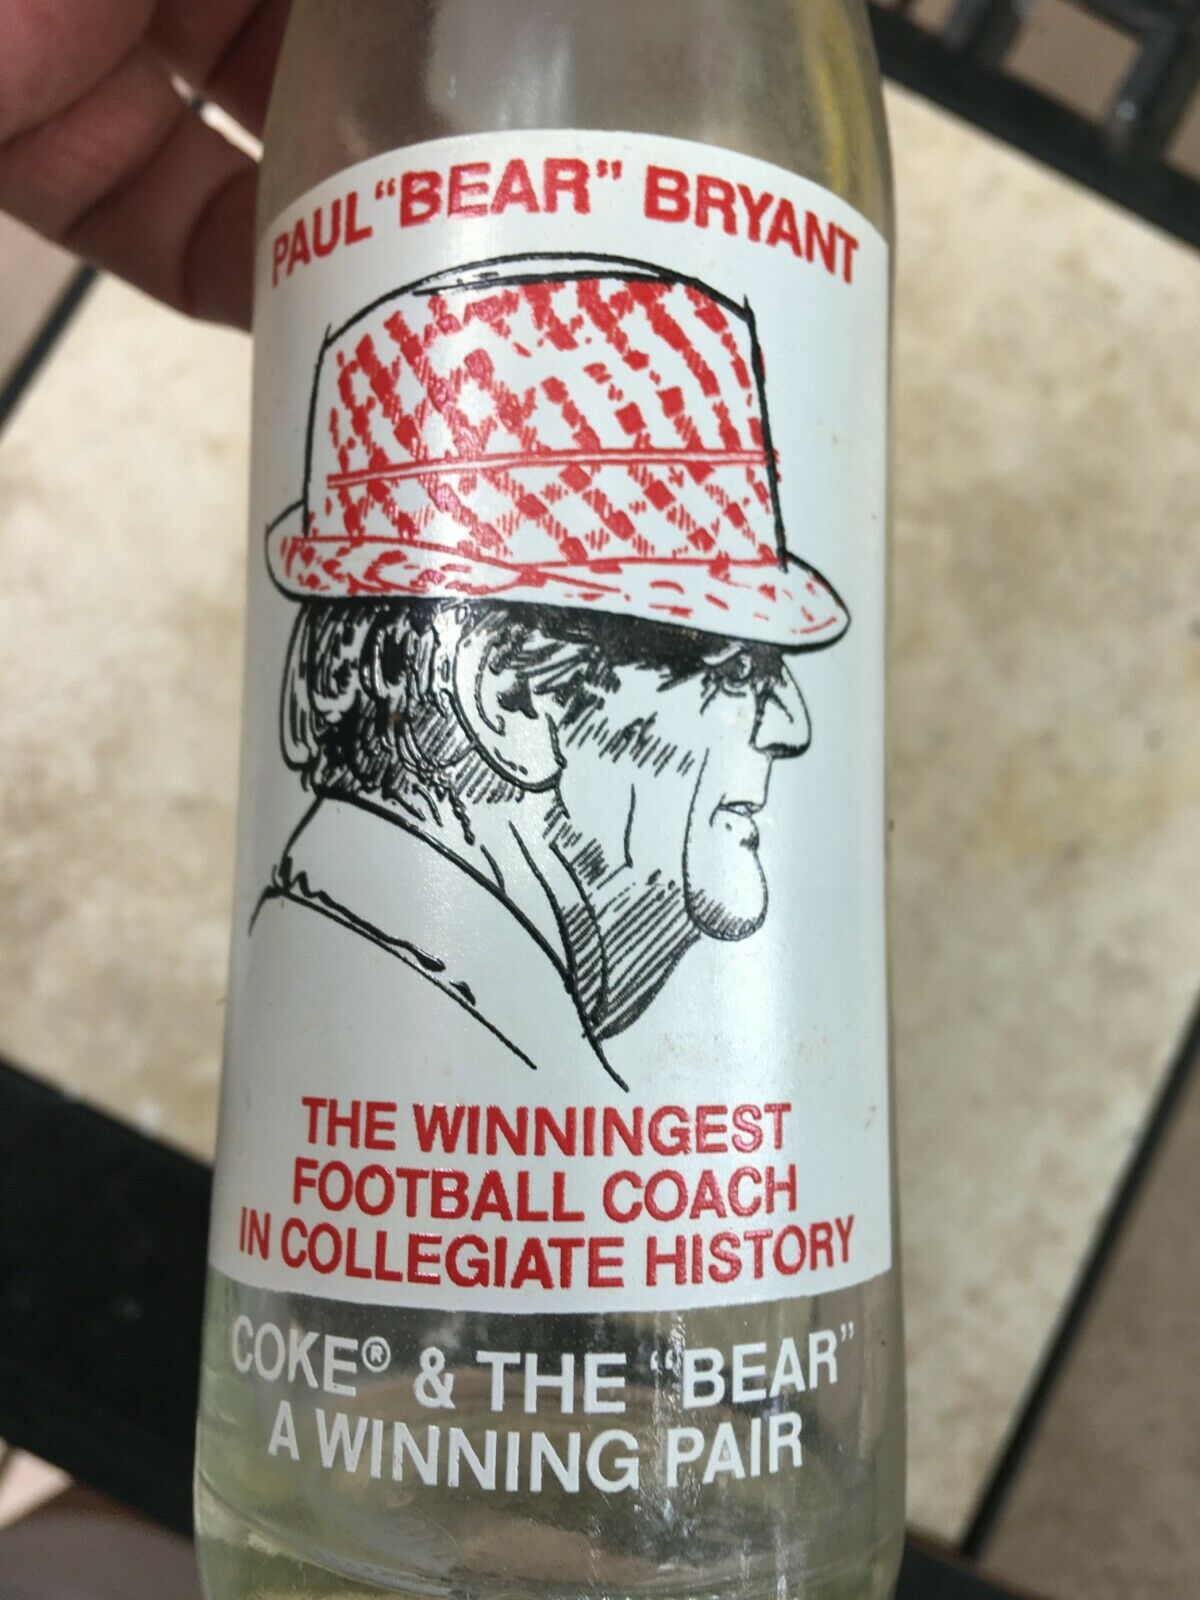 PAUL “BEAR” BRYANT
THE WINNINGEST
FOOTBALL COACH
IN COLLEGIATE HISTORY
COKE® & THE “BEAR”
A WINNING PAIR